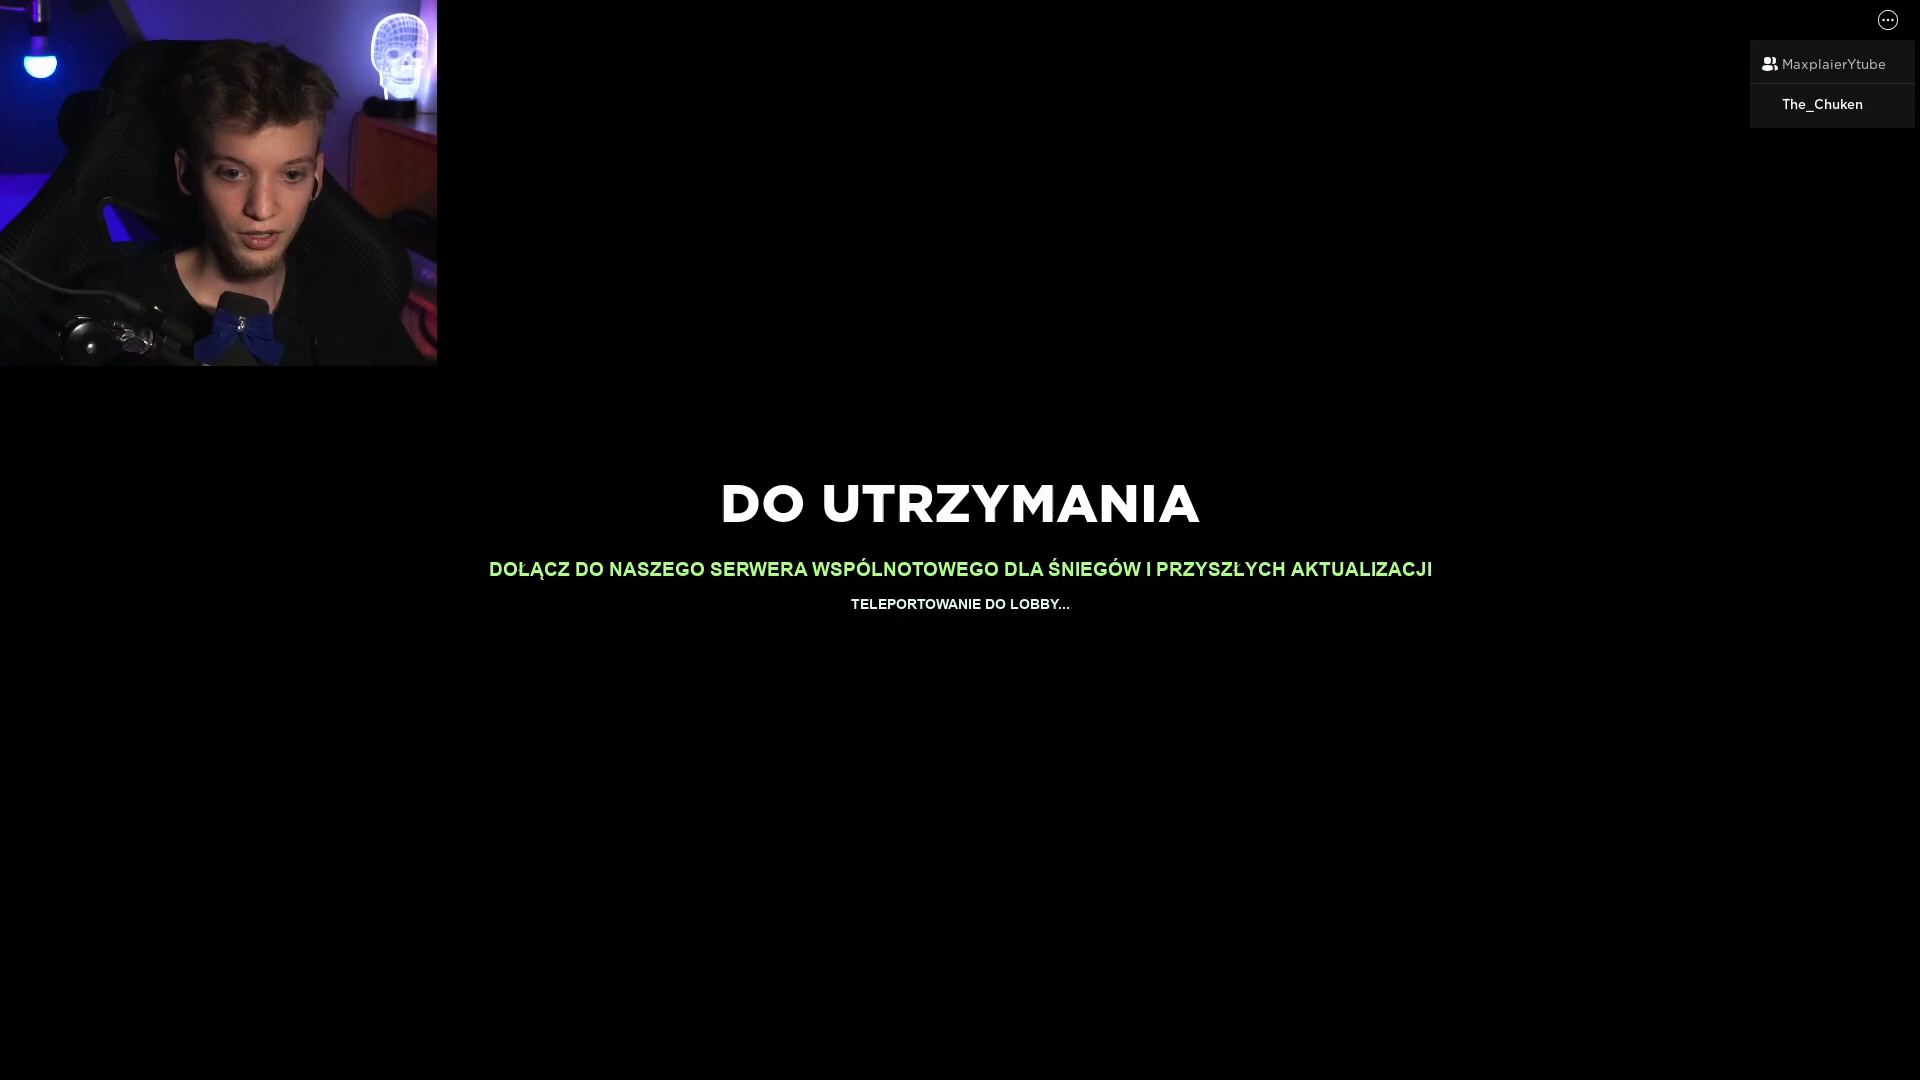 MaxplaierYtube
The_Chuken
DO UTRZYMANIA
DOŁĄCZ DO NASZEGO SERWERA WSPÓLNOTOWEGO DLA ŚNIEGÓW I PRZYSZŁYCH AKTUALIZACJI
TELEPORTOWANIE DO LOBBY...